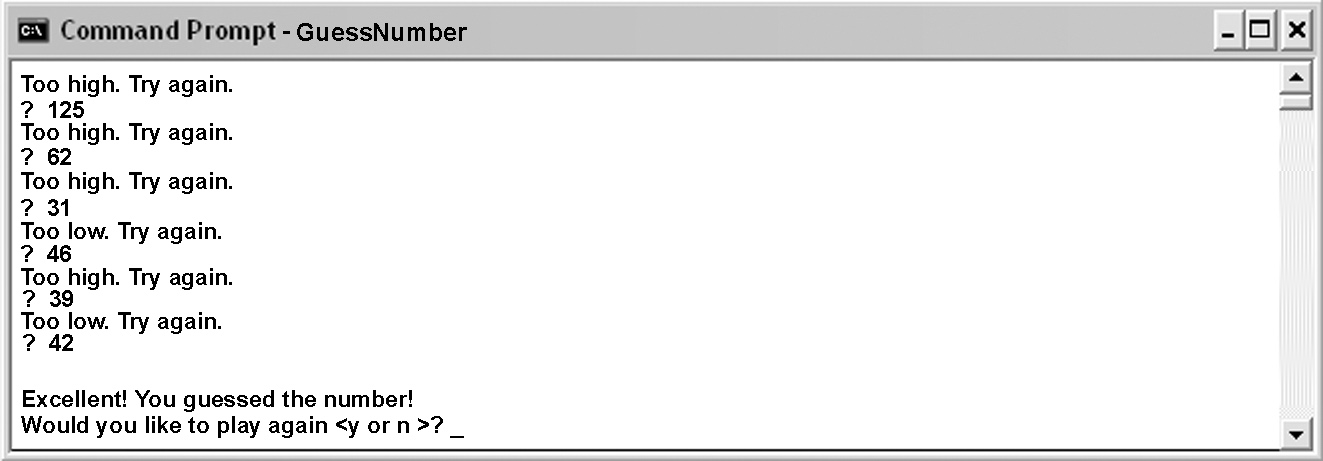 Command Prompt - GuessNumber
Too high. Try again.
? 125
Too high. Try again.
? 62
Too high. Try again.
? 31
Too low. Try again.
? 46
Too high. Try again.
? 39
Too low. Try again.
? 42
Excellent! You guessed the number!
Would you like to play again <y or n >? _